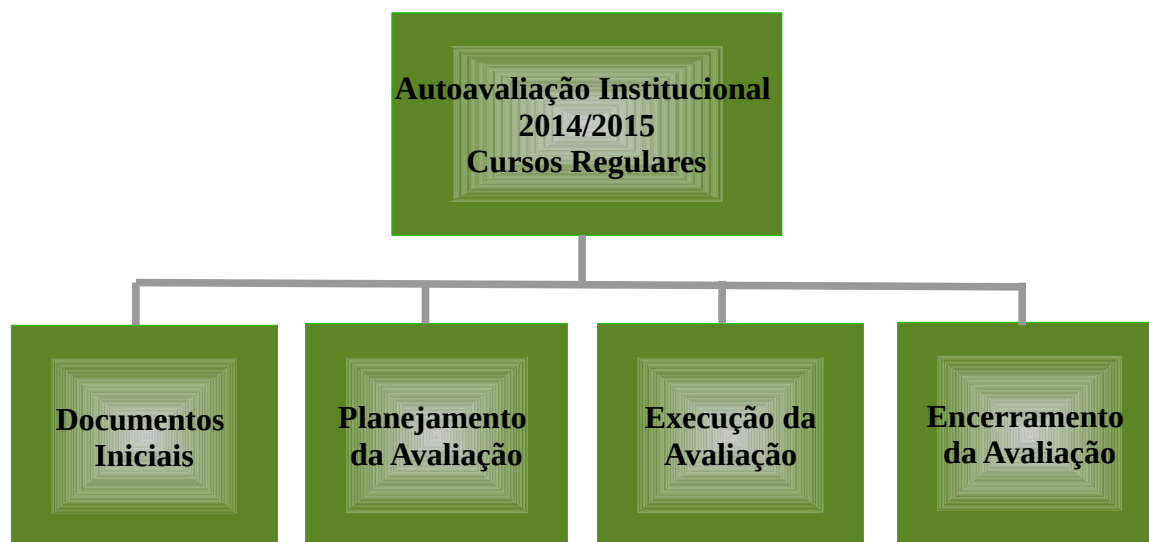 Autoavaliação Institucional
2014/2015
Cursos Regulares
Documentos
Iniciais
Planejamento
da Avaliação
Execução da
Avaliação
Encerramento
da Avaliação